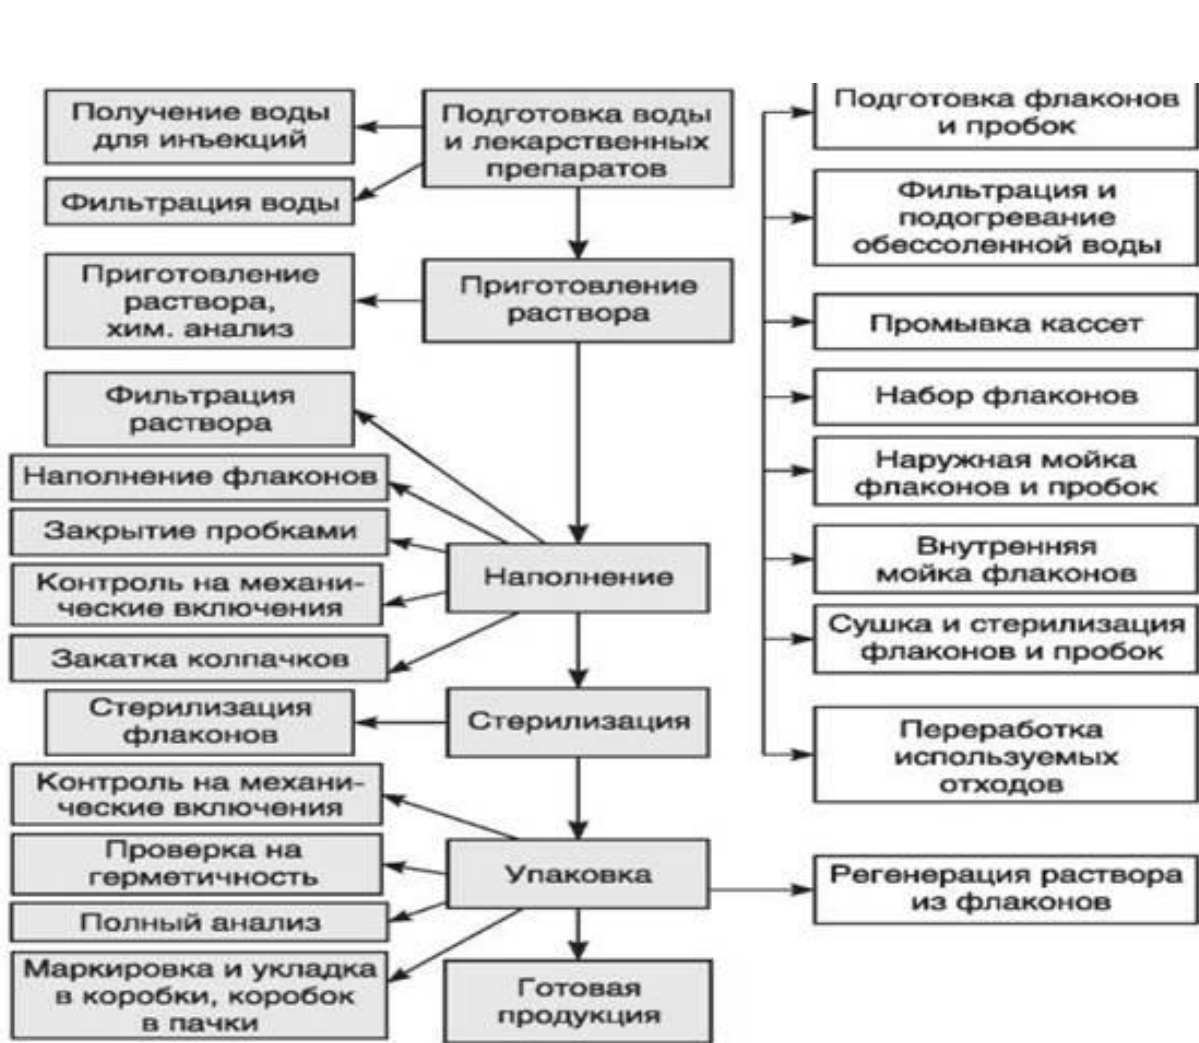 Получение воды
для инъекций
Фильтрация воды
Приготовление
раствора,
хим. анализ
Фильтрация
раствора
Наполнение флаконов
Закрытие пробками
Контроль на механи-
ческие включения
Закатка колпачков
Стерилизация
флаконов
Контроль на механи-
ческие включения
Проверка на
герметичность
Полный анализ
Маркировка и укладка
в коробки, коробок
в пачки
Подготовка воды
и лекарственных
препаратов
Приготовление
раствора
Наполнение
Стерилизация
Упаковка
Готовая
продукция
Подготовка флаконов
и пробок
Фильтрация и
подогревание
обессоленной воды
Промывка кассет
Набор флаконов
Наружная мойка
флаконов и пробок
Внутренняя
мойка флаконов
Сушка и стерилизация
флаконов и пробок
Переработка
используемых
отходов
Регенерация раствора
из флаконов